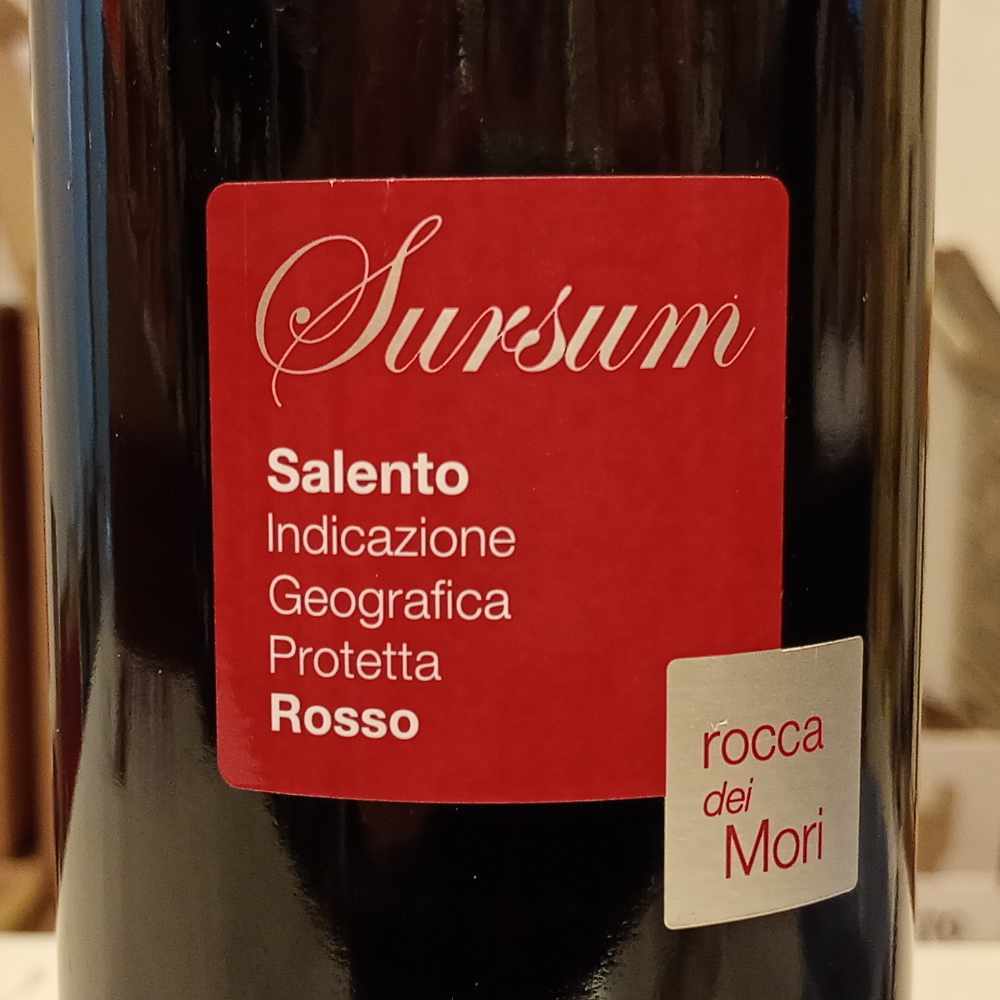 Sursum
Salento
Indicazione
Geografica
Protetta
Rosso
rocca
dei
Mori